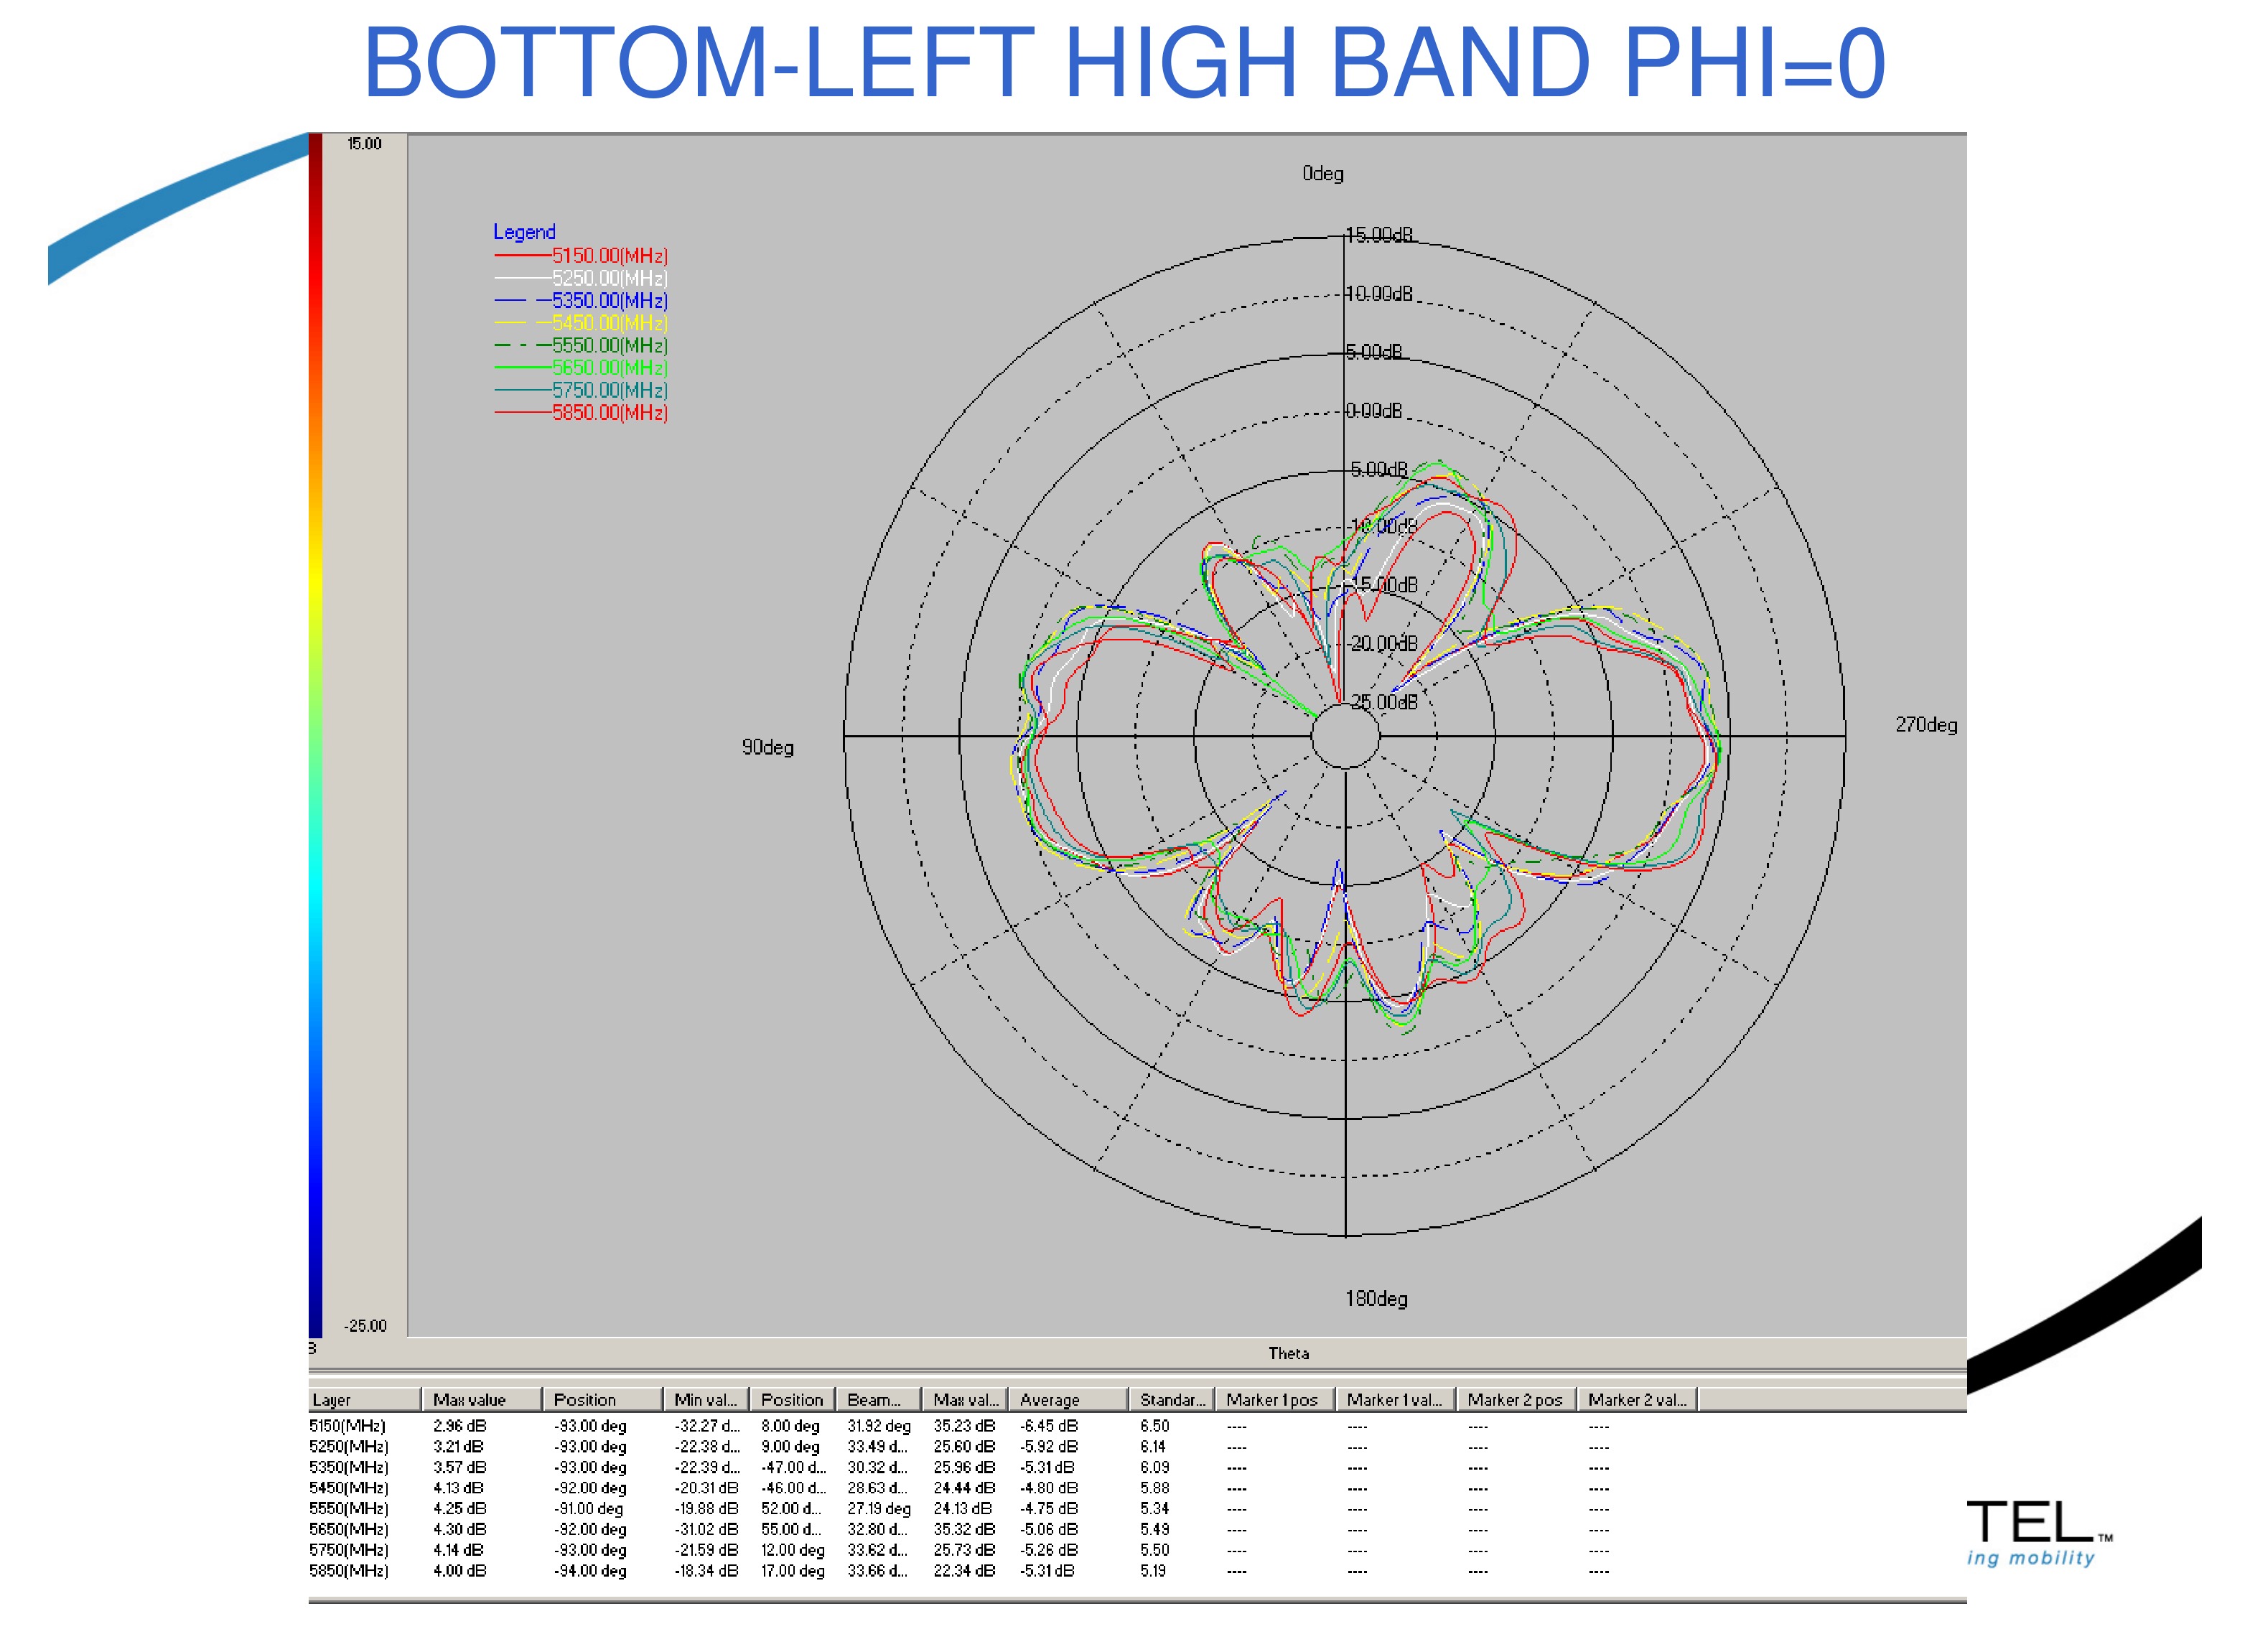 BOTTOM-LEFT HIGH BAND PHI=0
15.00
0deg
Legend
5150.00(MHz)
5250.00(MHz)
5350.00(MHz)
5450.00(MHz)
5550.00(MHz)
5650.00(MHz)
5750.00(MHz)
5850.00(MHz)
15.00dB
10.00dB
5.00dB
0.00dB
-5.00dB
-10.00dB
-15.00dB
-20.00dB
-25.00dB
90deg
270deg
180deg
-25.00
Theta
Layer Max value Position Min val... Position Beam... Max val... Average Standar... Marker 1 pos Marker 1 val... Marker 2 pos Marker 2 val...
5150(MHz) 2.96 dB -93.00 deg -32.27 d... 8.00 deg 31.92 deg 35.23 dB -6.45 dB 6.50 ---- ---- ---- ----
5250(MHz) 3.21 dB -93.00 deg -22.38 d... 9.00 deg 33.49 d... 25.60 dB -5.92 dB 6.14 ---- ---- ---- ----
5350(MHz) 3.57 dB -93.00 deg -22.39 d... -47.00 d... 30.32 d... 25.96 dB -5.31 dB 6.09 ---- ---- ---- ----
5450(MHz) 4.13 dB -92.00 deg -20.31 dB -46.00 d... 28.63 d... 24.44 dB -4.80 dB 5.88 ---- ---- ---- ----
5550(MHz) 4.25 dB -91.00 deg -19.88 dB 52.00 d... 27.19 deg 24.13 dB -4.75 dB 5.34 ---- ---- ---- ----
5650(MHz) 4.30 dB -92.00 deg -31.02 dB 55.00 d... 32.80 d... 35.32 dB -5.06 dB 5.49 ---- ---- ---- ----
5750(MHz) 4.14 dB -93.00 deg -21.59 dB 12.00 deg 33.62 d... 25.73 dB -5.26 dB 5.50 ---- ---- ---- ----
5850(MHz) 4.00 dB -94.00 deg -18.34 dB 17.00 deg 33.66 d... 22.34 dB -5.31 dB 5.19 ---- ---- ---- ----
TEL™
ing mobility